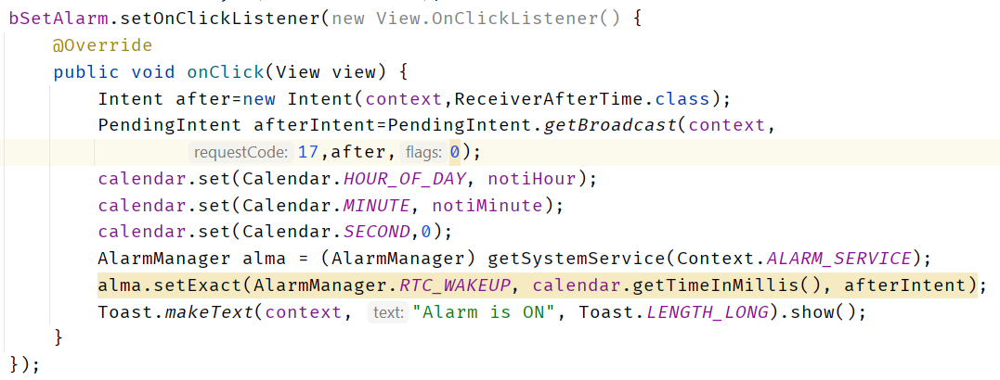 bSetAlarm.setOnClickListener(new View.OnClickListener() {
    @Override
    public void onClick(View view) {
        Intent after=new Intent(context,ReceiverAfterTime.class);
        PendingIntent afterIntent=PendingIntent.getBroadcast(context,
                requestCode: 17,after, flags: 0);
        calendar.set(Calendar.HOUR_OF_DAY, notiHour);
        calendar.set(Calendar.MINUTE, notiMinute);
        calendar.set(Calendar.SECOND,0);
        AlarmManager alma = (AlarmManager) getSystemService(Context.ALARM_SERVICE);
        alma.setExact(AlarmManager.RTC_WAKEUP, calendar.getTimeInMillis(), afterIntent);
        Toast.makeText(context, text: "Alarm is ON", Toast.LENGTH_LONG).show();
    }
});